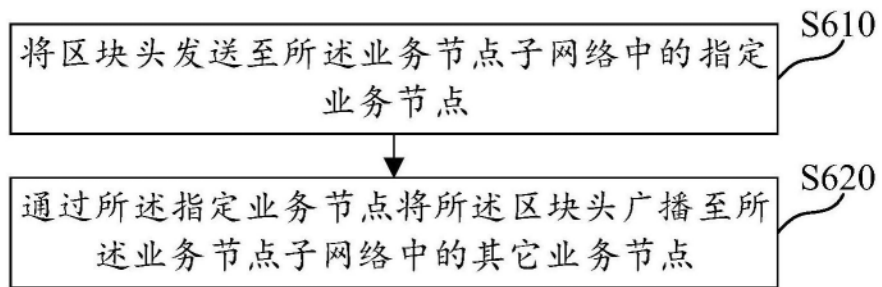 S610
将区块头发送至所述业务节点子网络中的指定
业务节点
S620
通过所述指定业务节点将所述区块头广播至所
述业务节点子网络中的其它业务节点